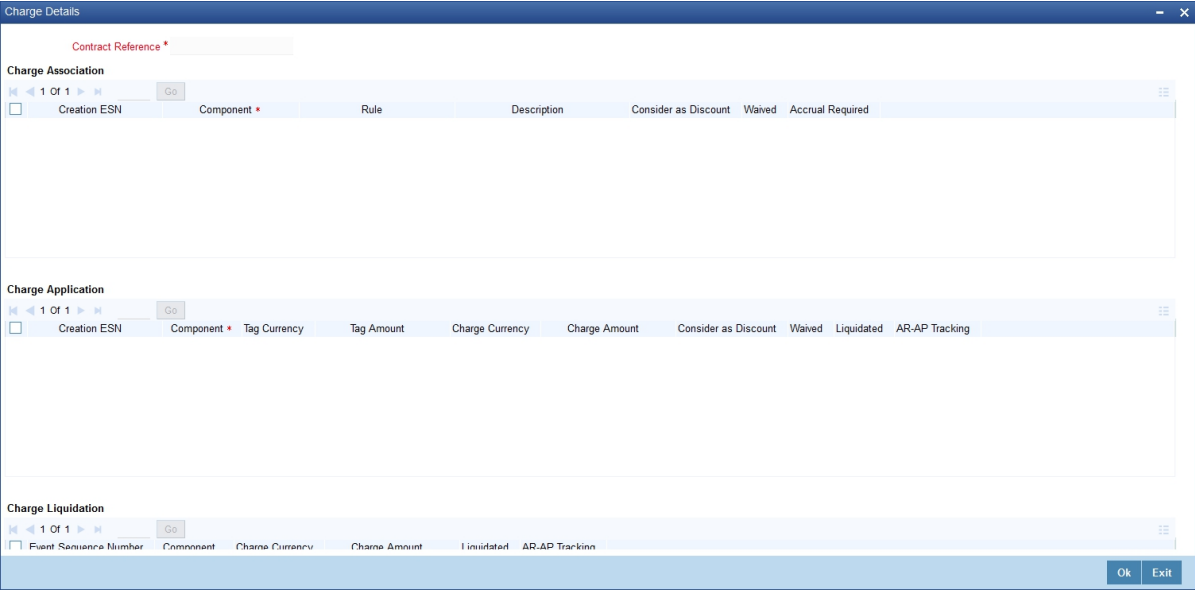 Charge Details
Contract Reference *
Charge Association
1 Of 1 Go
Creation ESN Component * Rule Description Consider as Discount Waived Accrual Required
Charge Application
1 Of 1 Go
Creation ESN Component * Tag Currency Tag Amount Charge Currency Charge Amount Consider as Discount Waived Liquidated AR-AP Tracking
Charge Liquidation
1 Of 1 Go
Event Sequence Number Component Charge Currency Charge Amount Liquidated AR-AP Tracking
Ok Exit